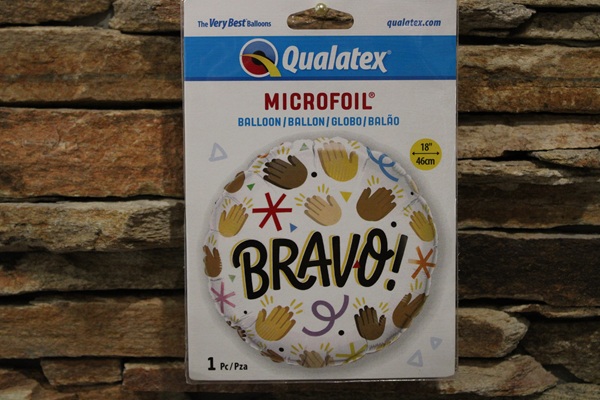 The Very Best Balloons
qualatex.com
Qualatex®
MICROFOIL®
BALLOON/BALLON/GLOBO/BALÃO
18"
46cm
BRAVO!
1 Pc/Pza